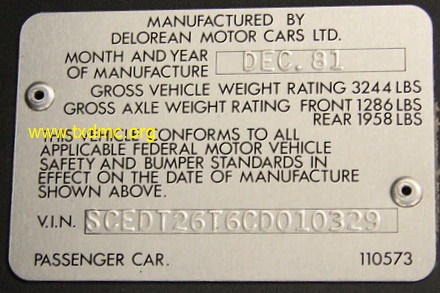 MANUFACTURED BY
DELOREAN MOTOR CARS LTD.
MONTH AND YEAR
OF MANUFACTURE DEC. 81
GROSS VEHICLE WEIGHT RATING 3244 LBS
GROSS AXLE WEIGHT RATING FRONT 1286 LBS
REAR 1958 LBS
www.txdmc.org
THIS VEHICLE CONFORMS TO ALL
APPLICABLE FEDERAL MOTOR VEHICLE
SAFETY AND BUMPER STANDARDS IN
EFFECT ON THE DATE OF MANUFACTURE
SHOWN ABOVE.
V.I.N. SCEDT26T6CD010329
PASSENGER CAR. 110573